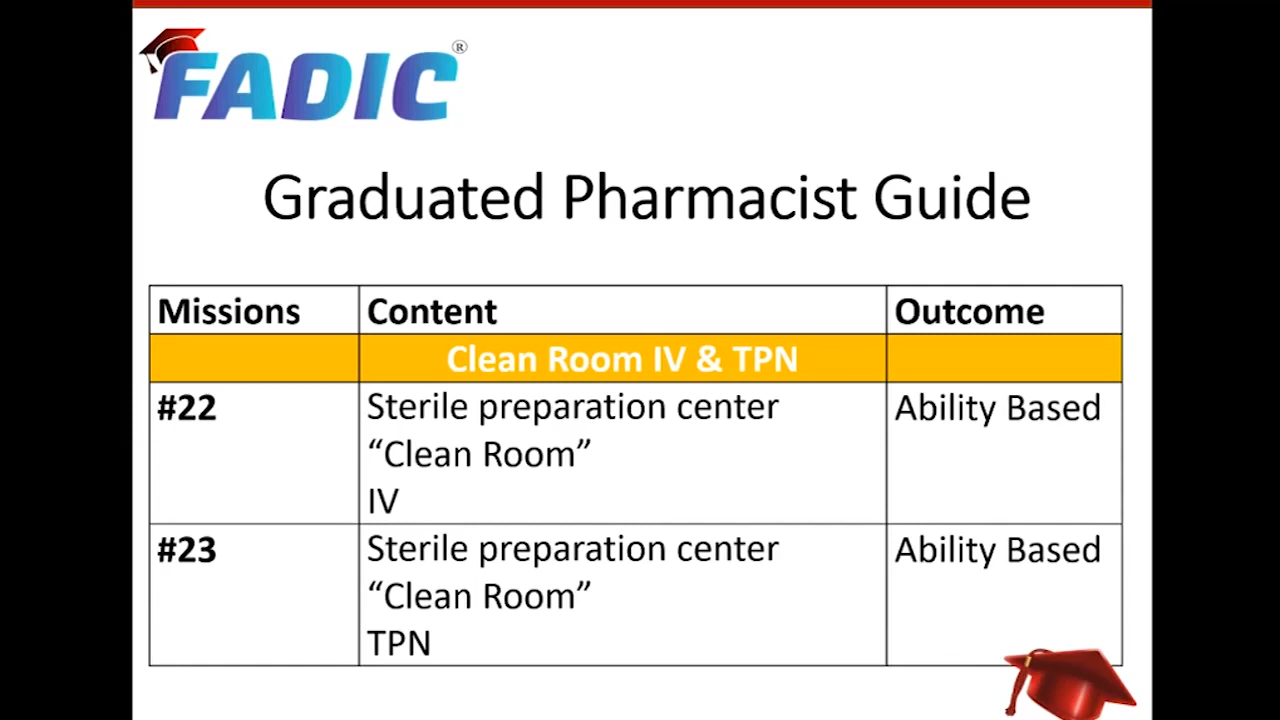 FADIC®
Graduated Pharmacist Guide
Missions Content Outcome
Clean Room IV & TPN
#22 Sterile preparation center Ability Based
“Clean Room”
IV
#23 Sterile preparation center Ability Based
“Clean Room”
TPN